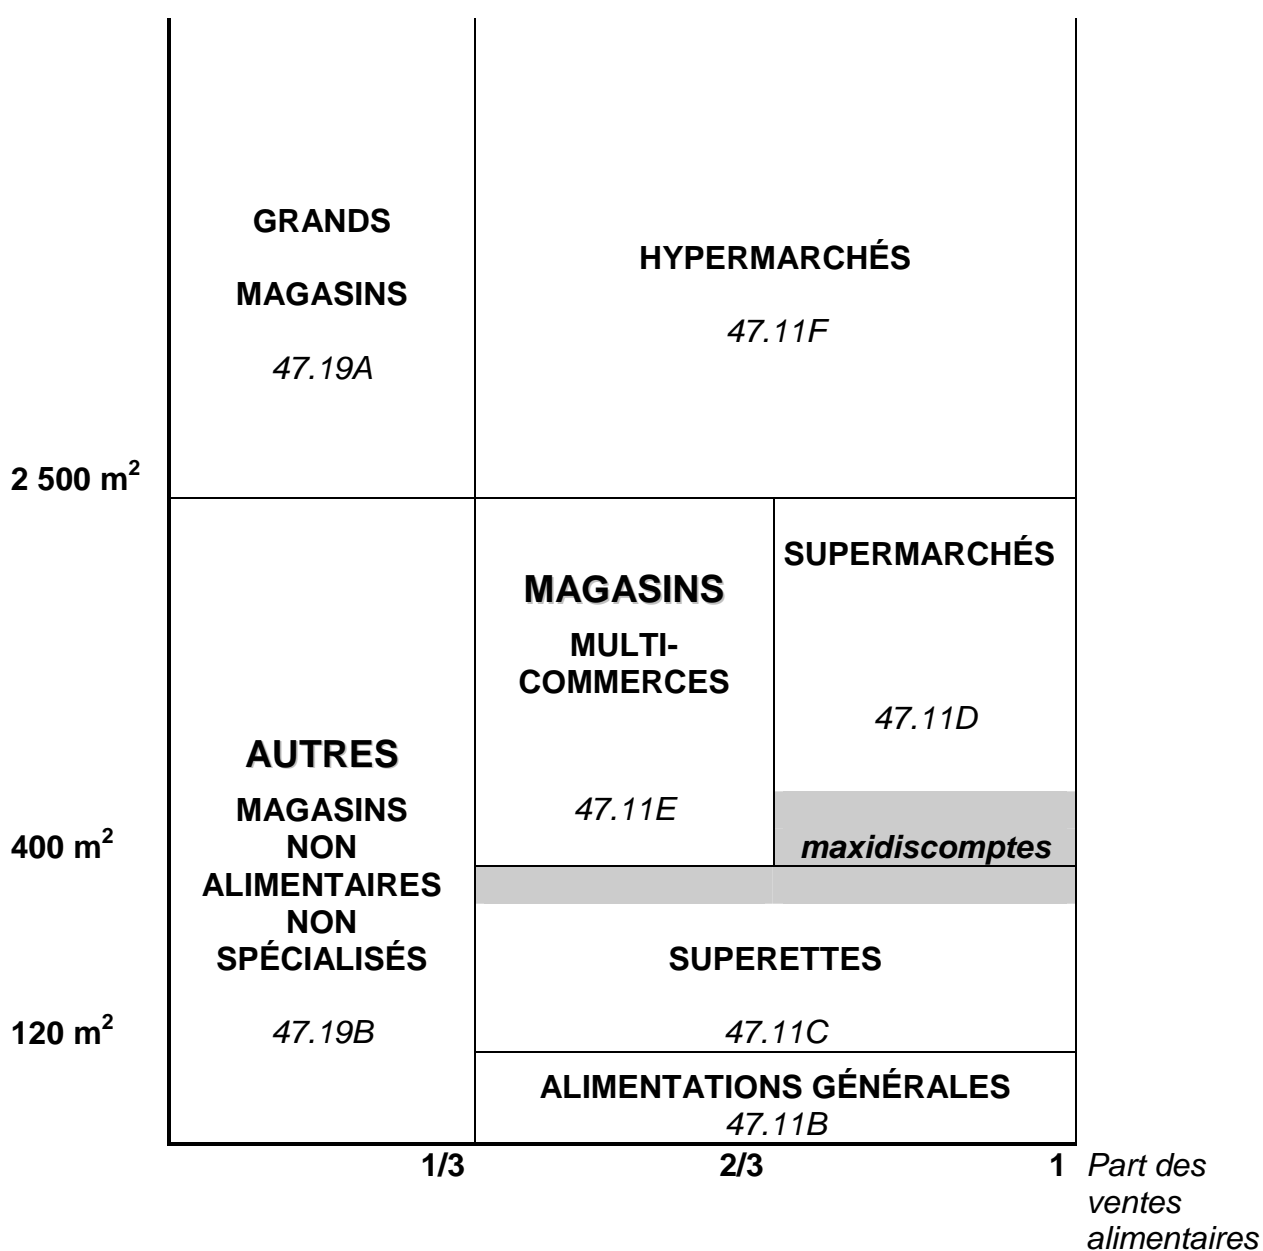 GRANDS
MAGASINS
47.19A
HYPERMARCHÉS
47.11F
2 500 m²
MAGASINS
MULTI-
COMMERCES
47.11E
SUPERMARCHÉS
47.11D
maxidiscomptes
400 m²
AUTRES
MAGASINS
NON
ALIMENTAIRES
NON
SPÉCIALISÉS
47.19B
SUPERETTES
47.11C
120 m²
ALIMENTATIONS GÉNÉRALES
47.11B
1/3 2/3 1 Part des
ventes
alimentaires